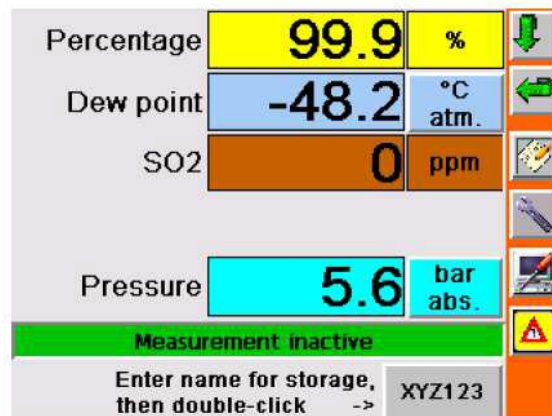 Percentage 99.9 %
Dew point -48.2 °C
atm.
SO2 0 ppm
Pressure 5.6 bar
abs.
Measurement inactive
Enter name for storage,
then double-click -> XYZ123